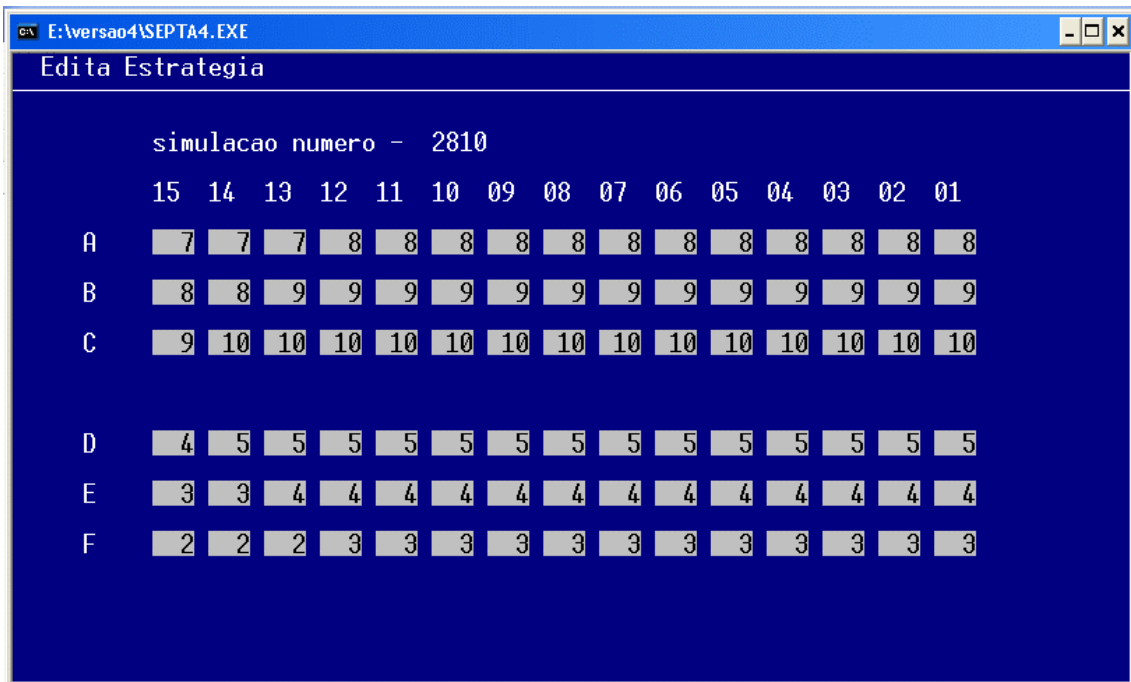 E:\versao4\SEPTA4.EXE
Edita Estrategia
simulacao numero - 2810
15 14 13 12 11 10 09 08 07 06 05 04 03 02 01
A 7 7 7 8 8 8 8 8 8 8 8 8 8 8 8
B 8 8 9 9 9 9 9 9 9 9 9 9 9 9 9
C 9 10 10 10 10 10 10 10 10 10 10 10 10 10 10
D 4 5 5 5 5 5 5 5 5 5 5 5 5 5 5
E 3 3 4 4 4 4 4 4 4 4 4 4 4 4 4
F 2 2 2 3 3 3 3 3 3 3 3 3 3 3 3